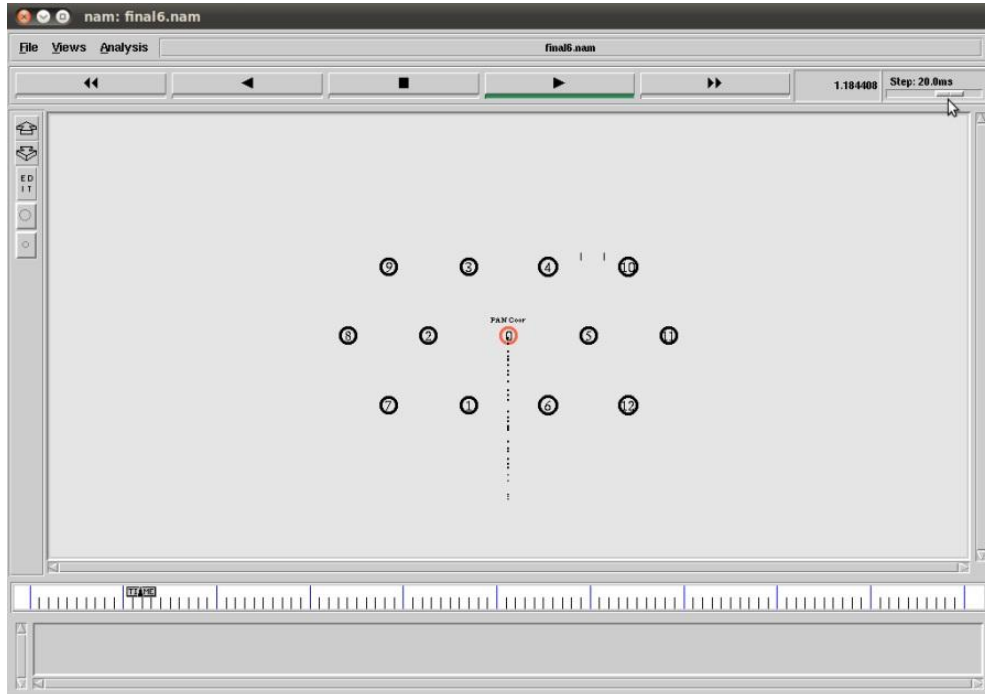 nam: final6.nam
File Views Analysis final6.nam
1.184408 Step: 20.0ms
ED
IT
9 3 4 10
PAN Coor
8 2 0 5 11
7 1 6 12
TIME